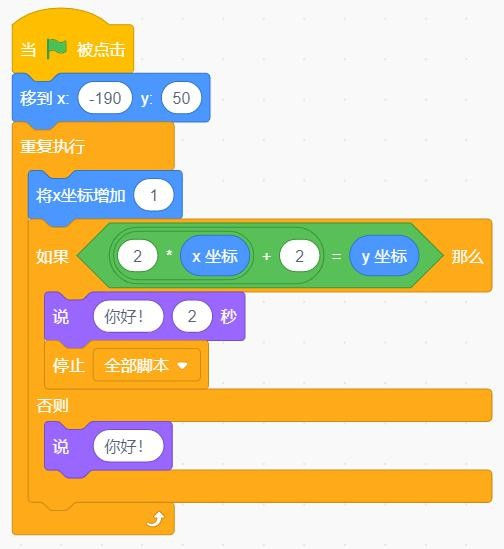 当 被点击
移到 x: -190 y: 50
重复执行
将x坐标增加 1
如果 2 * x 坐标 + 2 = y 坐标 那么
说 你好！ 2 秒
停止 全部脚本
否则
说 你好！